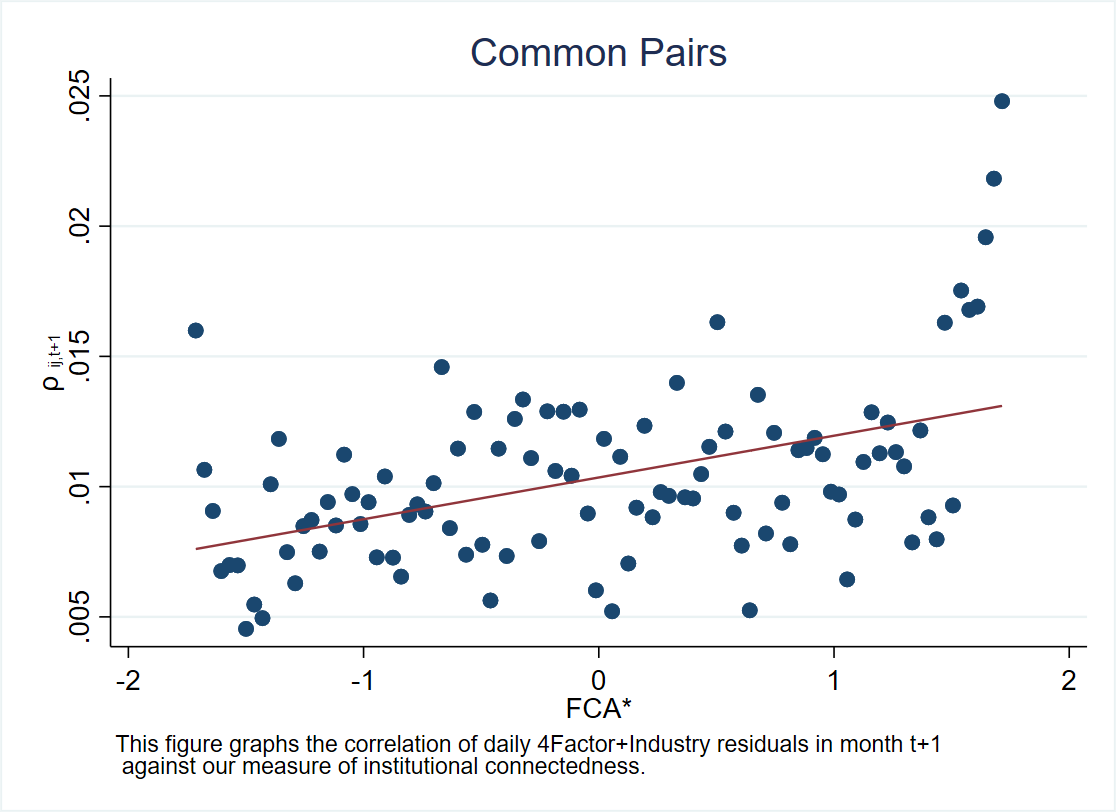 Common Pairs
.025
.02
.015
.01
.005
ρ ij,t+1
-2 -1 0 1 2
FCA*
This figure graphs the correlation of daily 4Factor+Industry residuals in month t+1
against our measure of institutional connectedness.